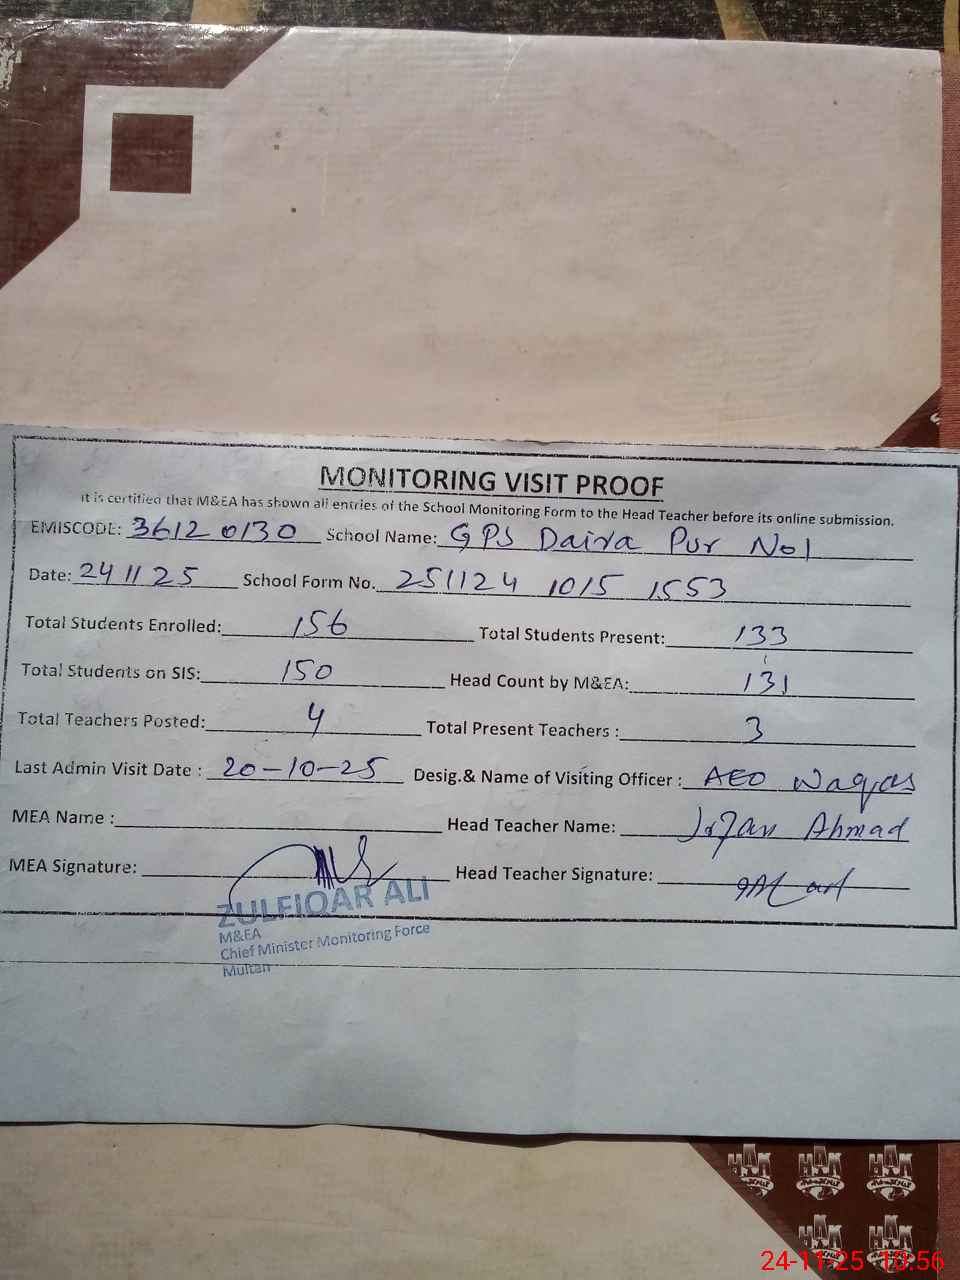 MONITORING VISIT PROOF
It is certified that M&EA has shown all entries of the School Monitoring Form to the Head Teacher before its online submission.
EMISCODE: 36120130 School Name: GPS Daira Pur No1
Date: 24 11 25 School Form No. 251124 1015 1553
Total Students Enrolled: 156 Total Students Present: 133
Total Students on SIS: 150 Head Count by M&EA: 131
Total Teachers Posted: 4 Total Present Teachers : 3
Last Admin Visit Date : 20-10-25 Desig.& Name of Visiting Officer : AEO Waqas
MEA Name : Head Teacher Name: Irfan Ahmad
MEA Signature: Head Teacher Signature:
ZULFIQAR ALI
M&EA
Chief Minister Monitoring Force
Multan
24-11-25